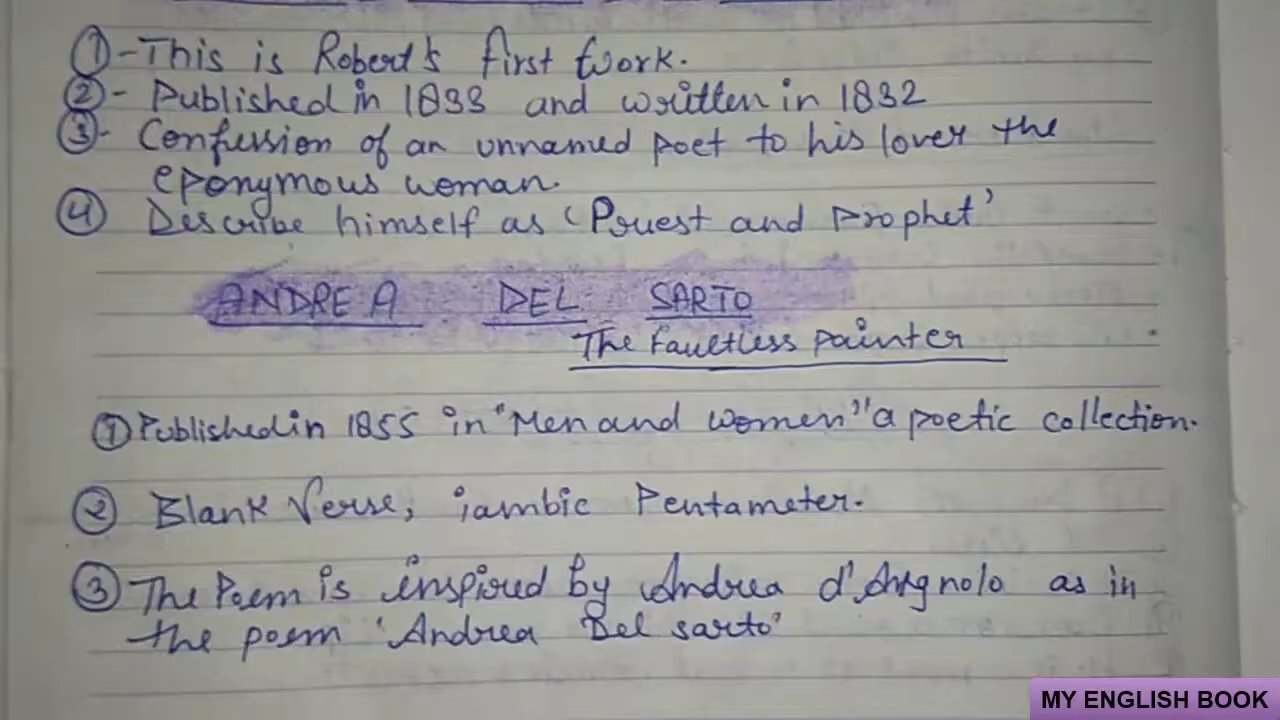 ①-This is Robert's first work.
②- Published in 1833 and written in 1832
③- Confession of an unnamed poet to his lover the
eponymous woman.
④ Describe himself as 'Priest and Prophet'
ANDREA DEL SARTO
The Faultless painter
① Published in 1855 in "Men and Women" a poetic collection.
② Blank Verse, iambic Pentameter.
③ The Poem is inspired by Andrea d'Angnolo as in
the poem 'Andrea Del sarto'
MY ENGLISH BOOK